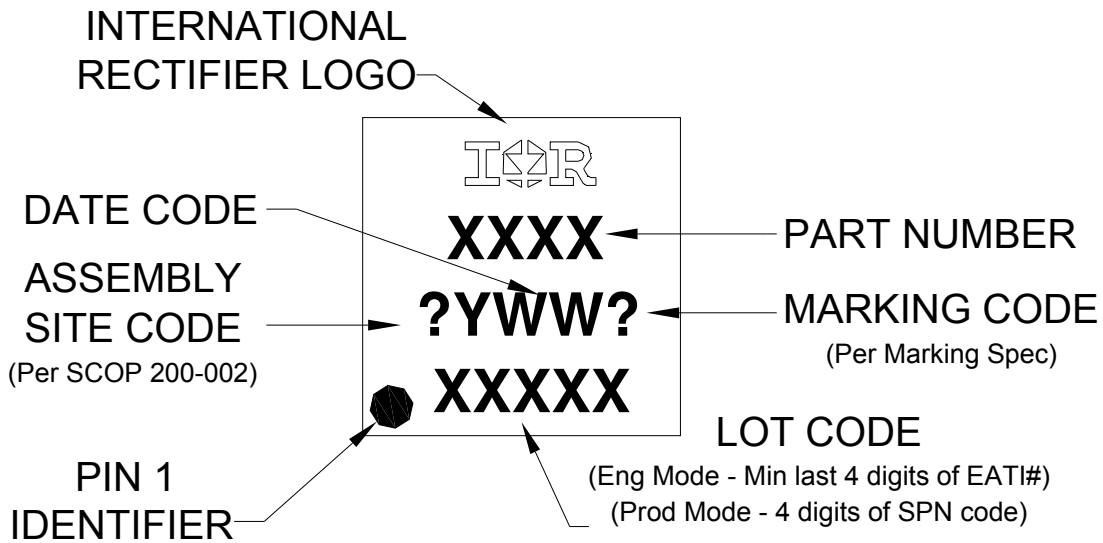 INTERNATIONAL
RECTIFIER LOGO
IR
DATE CODE
XXXX
PART NUMBER
ASSEMBLY
SITE CODE
(Per SCOP 200-002)
?YWW?
MARKING CODE
(Per Marking Spec)
XXXXX
LOT CODE
(Eng Mode - Min last 4 digits of EATI#)
(Prod Mode - 4 digits of SPN code)
PIN 1
IDENTIFIER